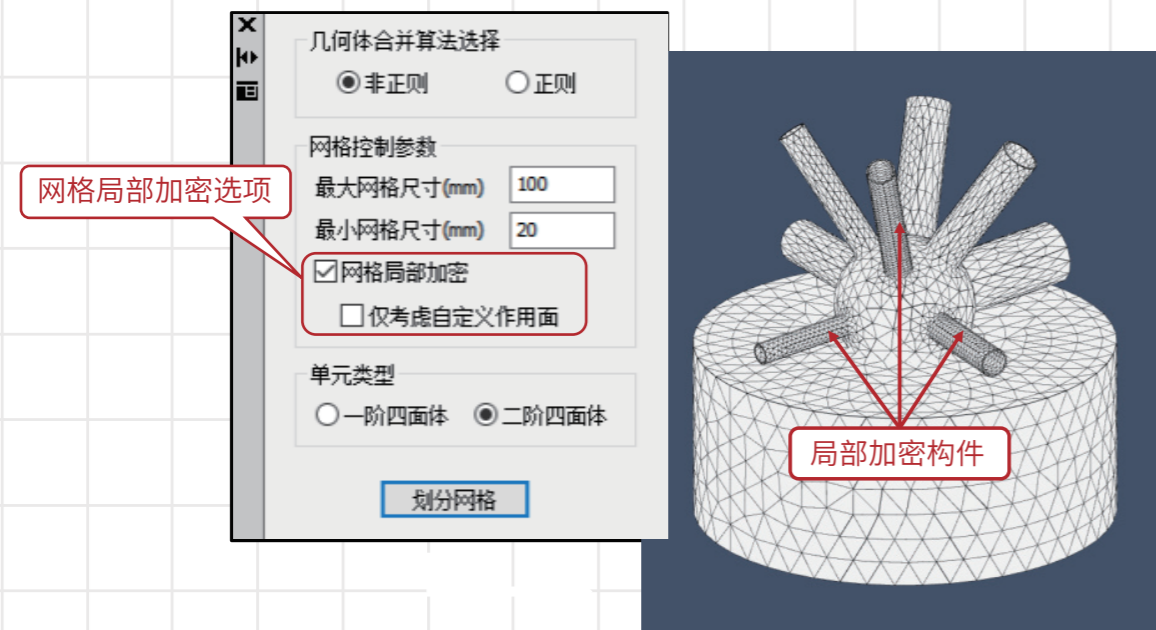 几何体合并算法选择
非正则 正则
网格控制参数
最大网格尺寸(mm) 100
最小网格尺寸(mm) 20
网格局部加密
仅考虑自定义作用面
单元类型
一阶四面体 二阶四面体
划分网格
网格局部加密选项
局部加密构件